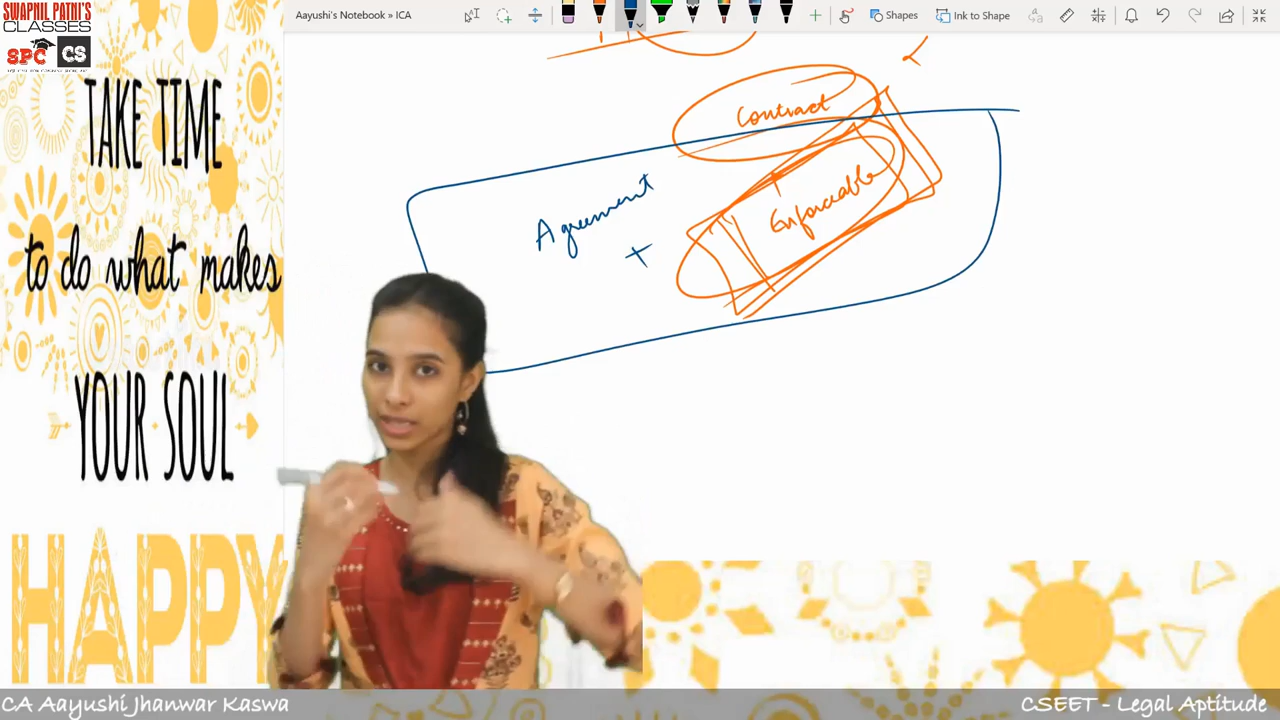 SWAPNIL PATNI'S
CLASSES
SPC CS
Aayushi's Notebook » ICA
Shapes
Ink to Shape
TAKE TIME
to do what makes
YOUR SOUL
HAPPY
Contract
Agreement
+
Enforceable
CA Aayushi Jhanwar Kaswa
CSEET - Legal Aptitude